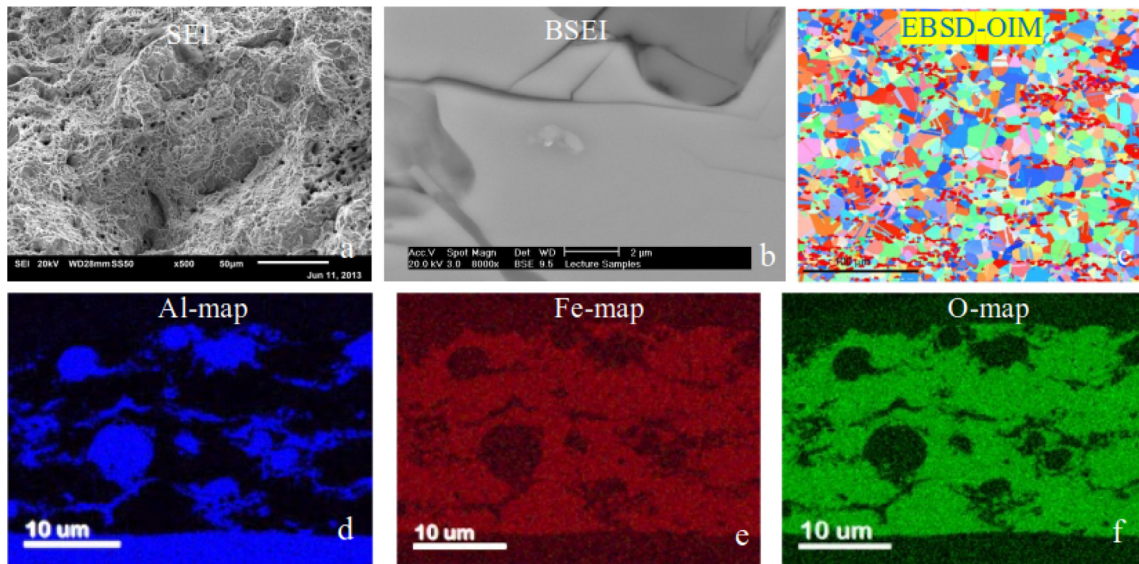 SEI
a
SEI 20kV WD28mm SS50 x500 50µm
Jun 11, 2013
BSEI
b
Acc.V Spot Magn Det WD 2 µm
20.0 kV 3.0 8000x BSE 9.5 Lecture Samples
EBSD-OIM
c
Al-map
10 um
d
Fe-map
10 um
e
O-map
10 um
f